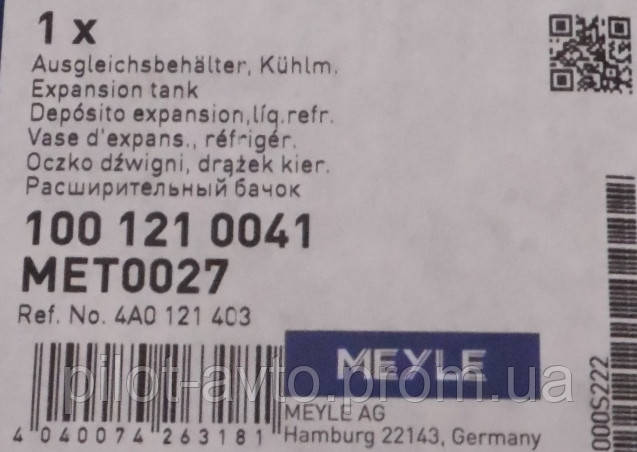 1 x
Ausgleichsbehälter, Kühlm.
Expansion tank
Depósito expansion,líq.refr.
Vase d'expans., réfrigér.
Oczko dźwigni, drążek kier.
Расширительный бачок
100 121 0041
MET0027
Ref. No. 4A0 121 403
MEYLE
MEYLE AG
Hamburg 22143, Germany
4 040074 263181
000S222
pilot-avto.prom.ua